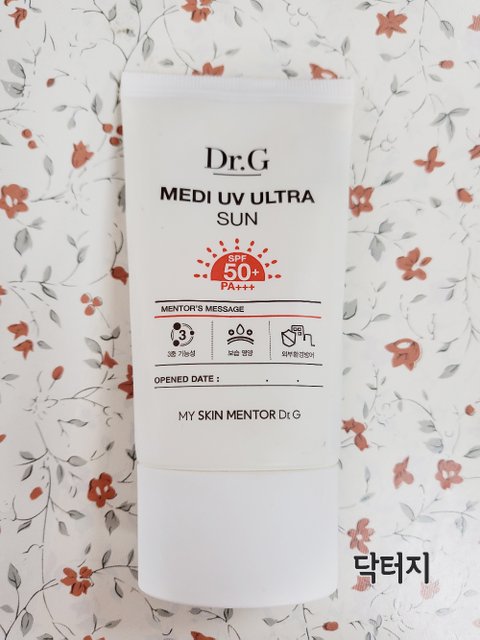 Dr.G
MEDI UV ULTRA
SUN
SPF
50+
PA+++
MENTOR'S MESSAGE
3
3중 기능성
보습 영양
외부환경방어
OPENED DATE : . .
MY SKIN MENTOR Dr.G
닥터지